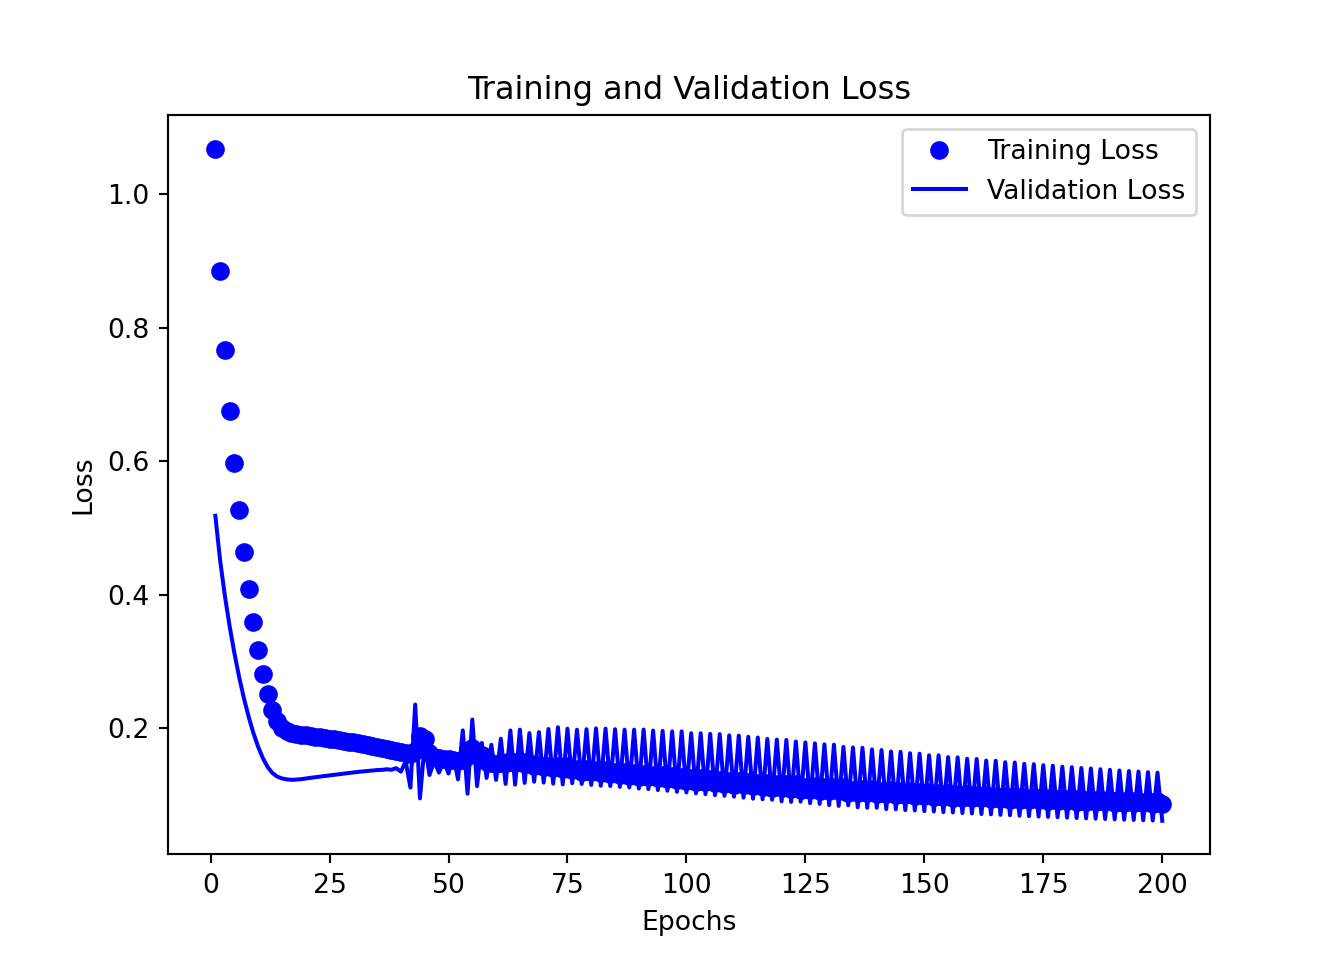 Training and Validation Loss
Training Loss
Validation Loss
1.0
0.8
0.6
0.4
0.2
Loss
0 25 50 75 100 125 150 175 200
Epochs